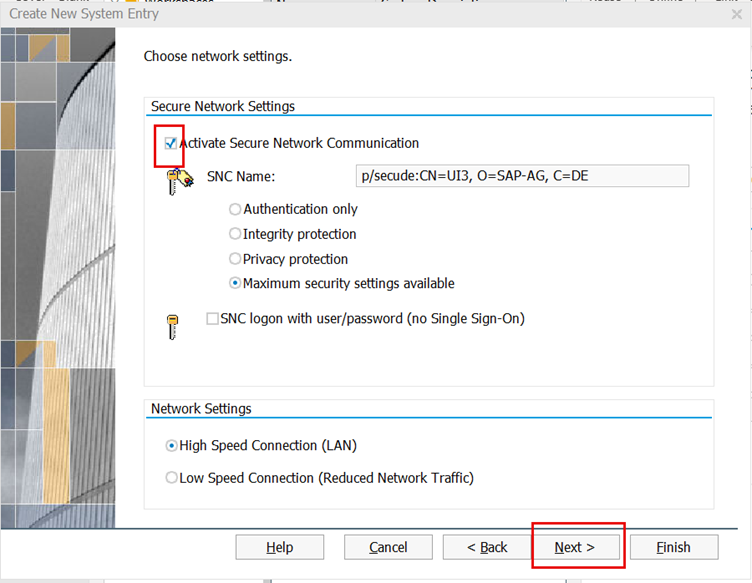 Create New System Entry
Choose network settings.
Secure Network Settings
Activate Secure Network Communication
SNC Name: p/secude:CN=UI3, O=SAP-AG, C=DE
Authentication only
Integrity protection
Privacy protection
Maximum security settings available
SNC logon with user/password (no Single Sign-On)
Network Settings
High Speed Connection (LAN)
Low Speed Connection (Reduced Network Traffic)
Help Cancel < Back Next > Finish